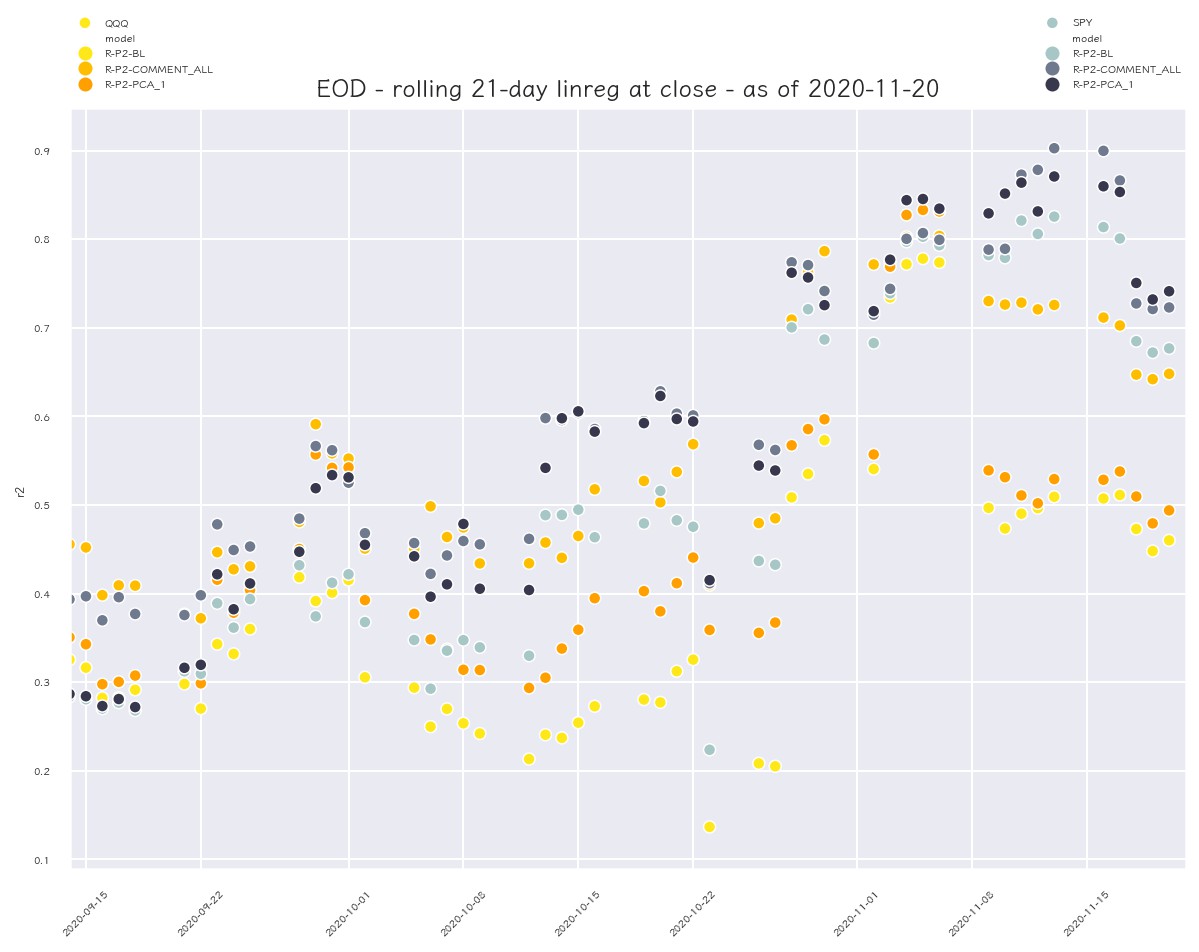 QQQ
model
R-P2-BL
R-P2-COMMENT_ALL
R-P2-PCA_1
SPY
model
R-P2-BL
R-P2-COMMENT_ALL
R-P2-PCA_1
EOD - rolling 21-day linreg at close - as of 2020-11-20
0.9
0.8
0.7
0.6
0.5
0.4
0.3
0.2
0.1
r2
2020-09-15
2020-09-22
2020-10-01
2020-10-08
2020-10-15
2020-10-22
2020-11-01
2020-11-08
2020-11-15